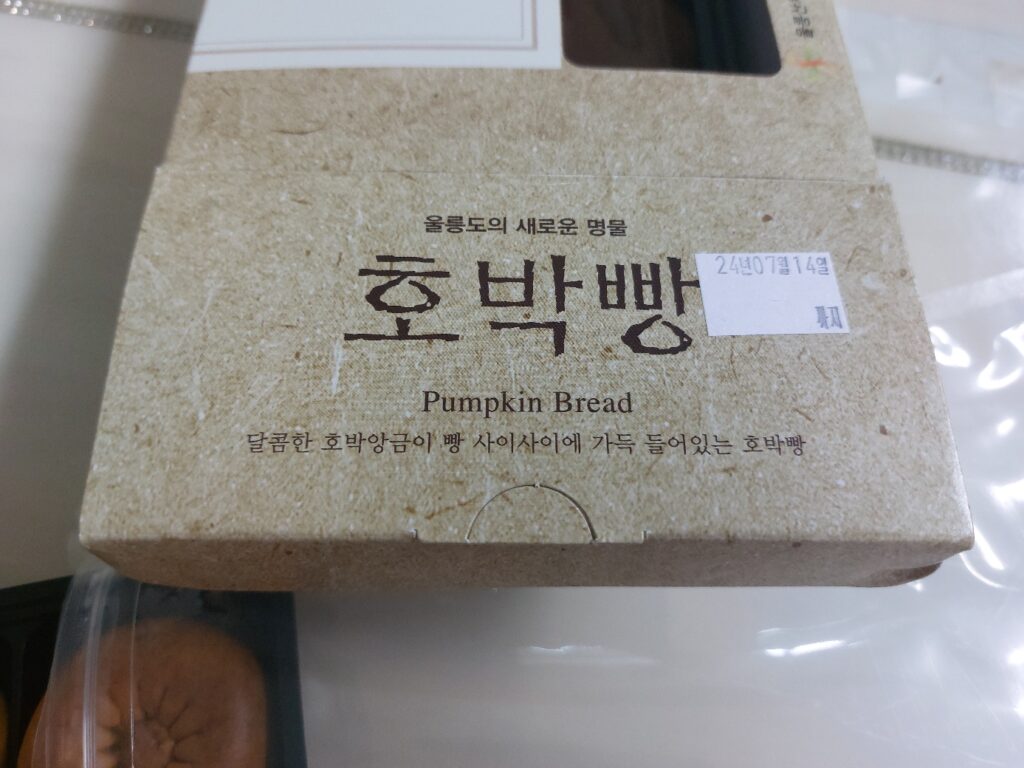 울릉도의 새로운 명물
호박빵
24년07월14일
까지
Pumpkin Bread
달콤한 호박앙금이 빵 사이사이에 가득 들어있는 호박빵